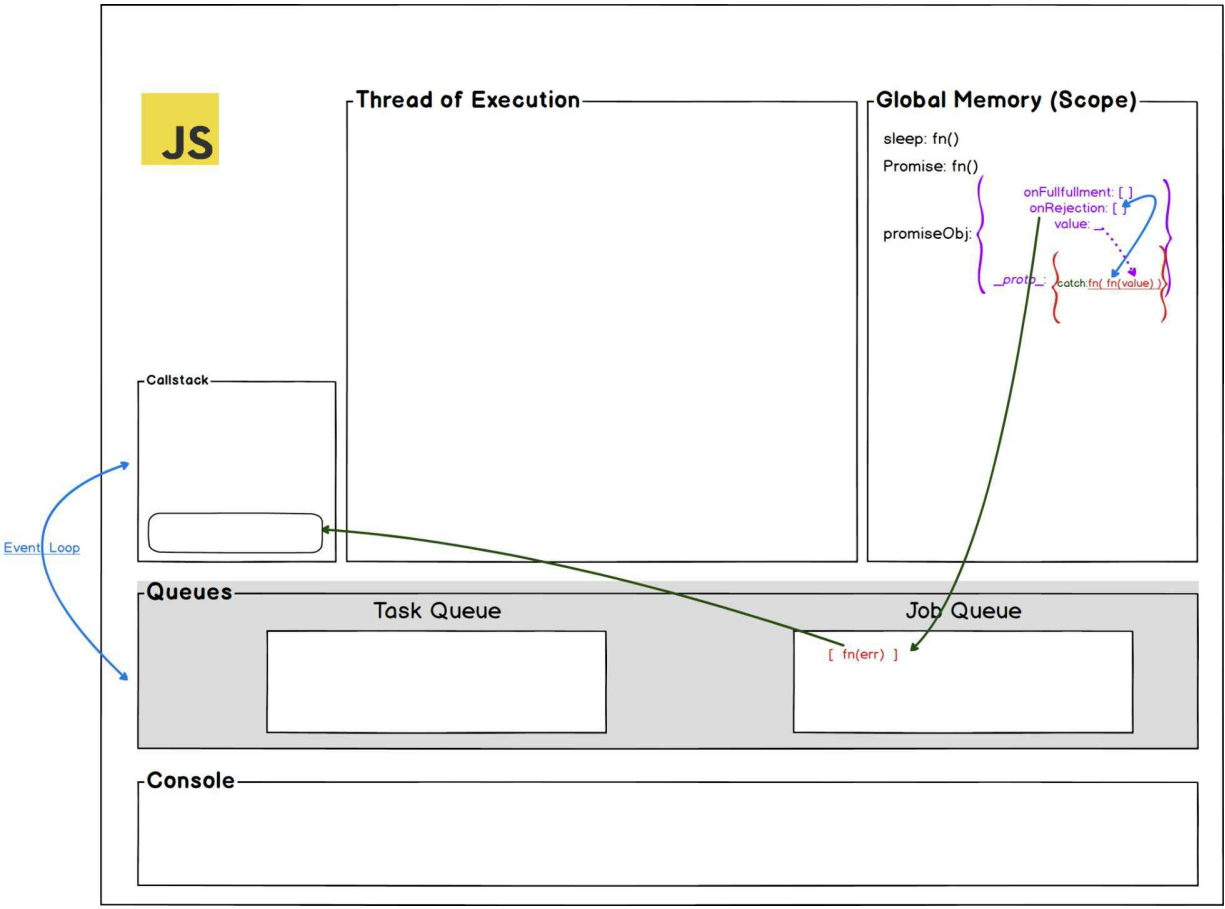 JS
Thread of Execution
Global Memory (Scope)
sleep: fn()
Promise: fn()
onFullfullment: [ ]
onRejection: [ ]
value: _
promiseObj:
_proto_:
catch:fn( fn(value) )
Callstack
Event Loop
Queues
Task Queue
Job Queue
[ fn(err) ]
Console